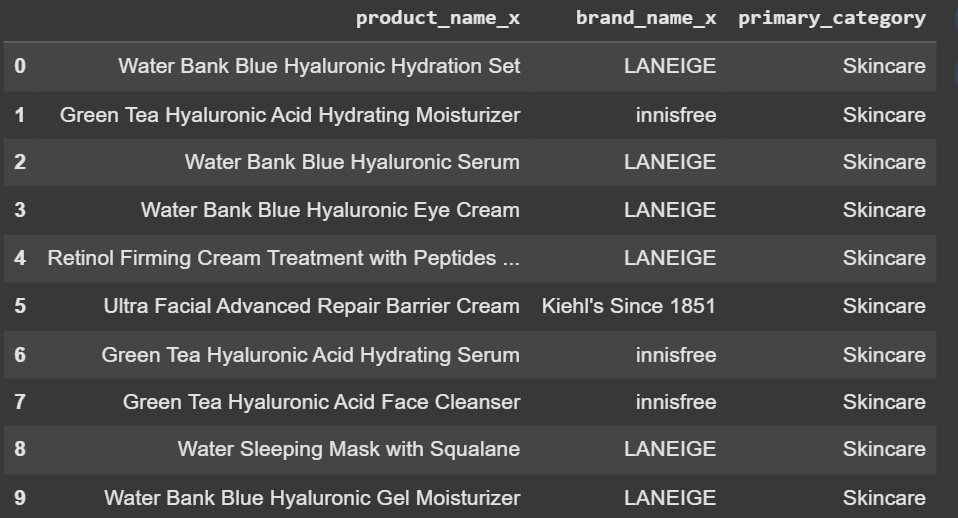 product_name_x brand_name_x primary_category
0 Water Bank Blue Hyaluronic Hydration Set LANEIGE Skincare
1 Green Tea Hyaluronic Acid Hydrating Moisturizer innisfree Skincare
2 Water Bank Blue Hyaluronic Serum LANEIGE Skincare
3 Water Bank Blue Hyaluronic Eye Cream LANEIGE Skincare
4 Retinol Firming Cream Treatment with Peptides ... LANEIGE Skincare
5 Ultra Facial Advanced Repair Barrier Cream Kiehl's Since 1851 Skincare
6 Green Tea Hyaluronic Acid Hydrating Serum innisfree Skincare
7 Green Tea Hyaluronic Acid Face Cleanser innisfree Skincare
8 Water Sleeping Mask with Squalane LANEIGE Skincare
9 Water Bank Blue Hyaluronic Gel Moisturizer LANEIGE Skincare